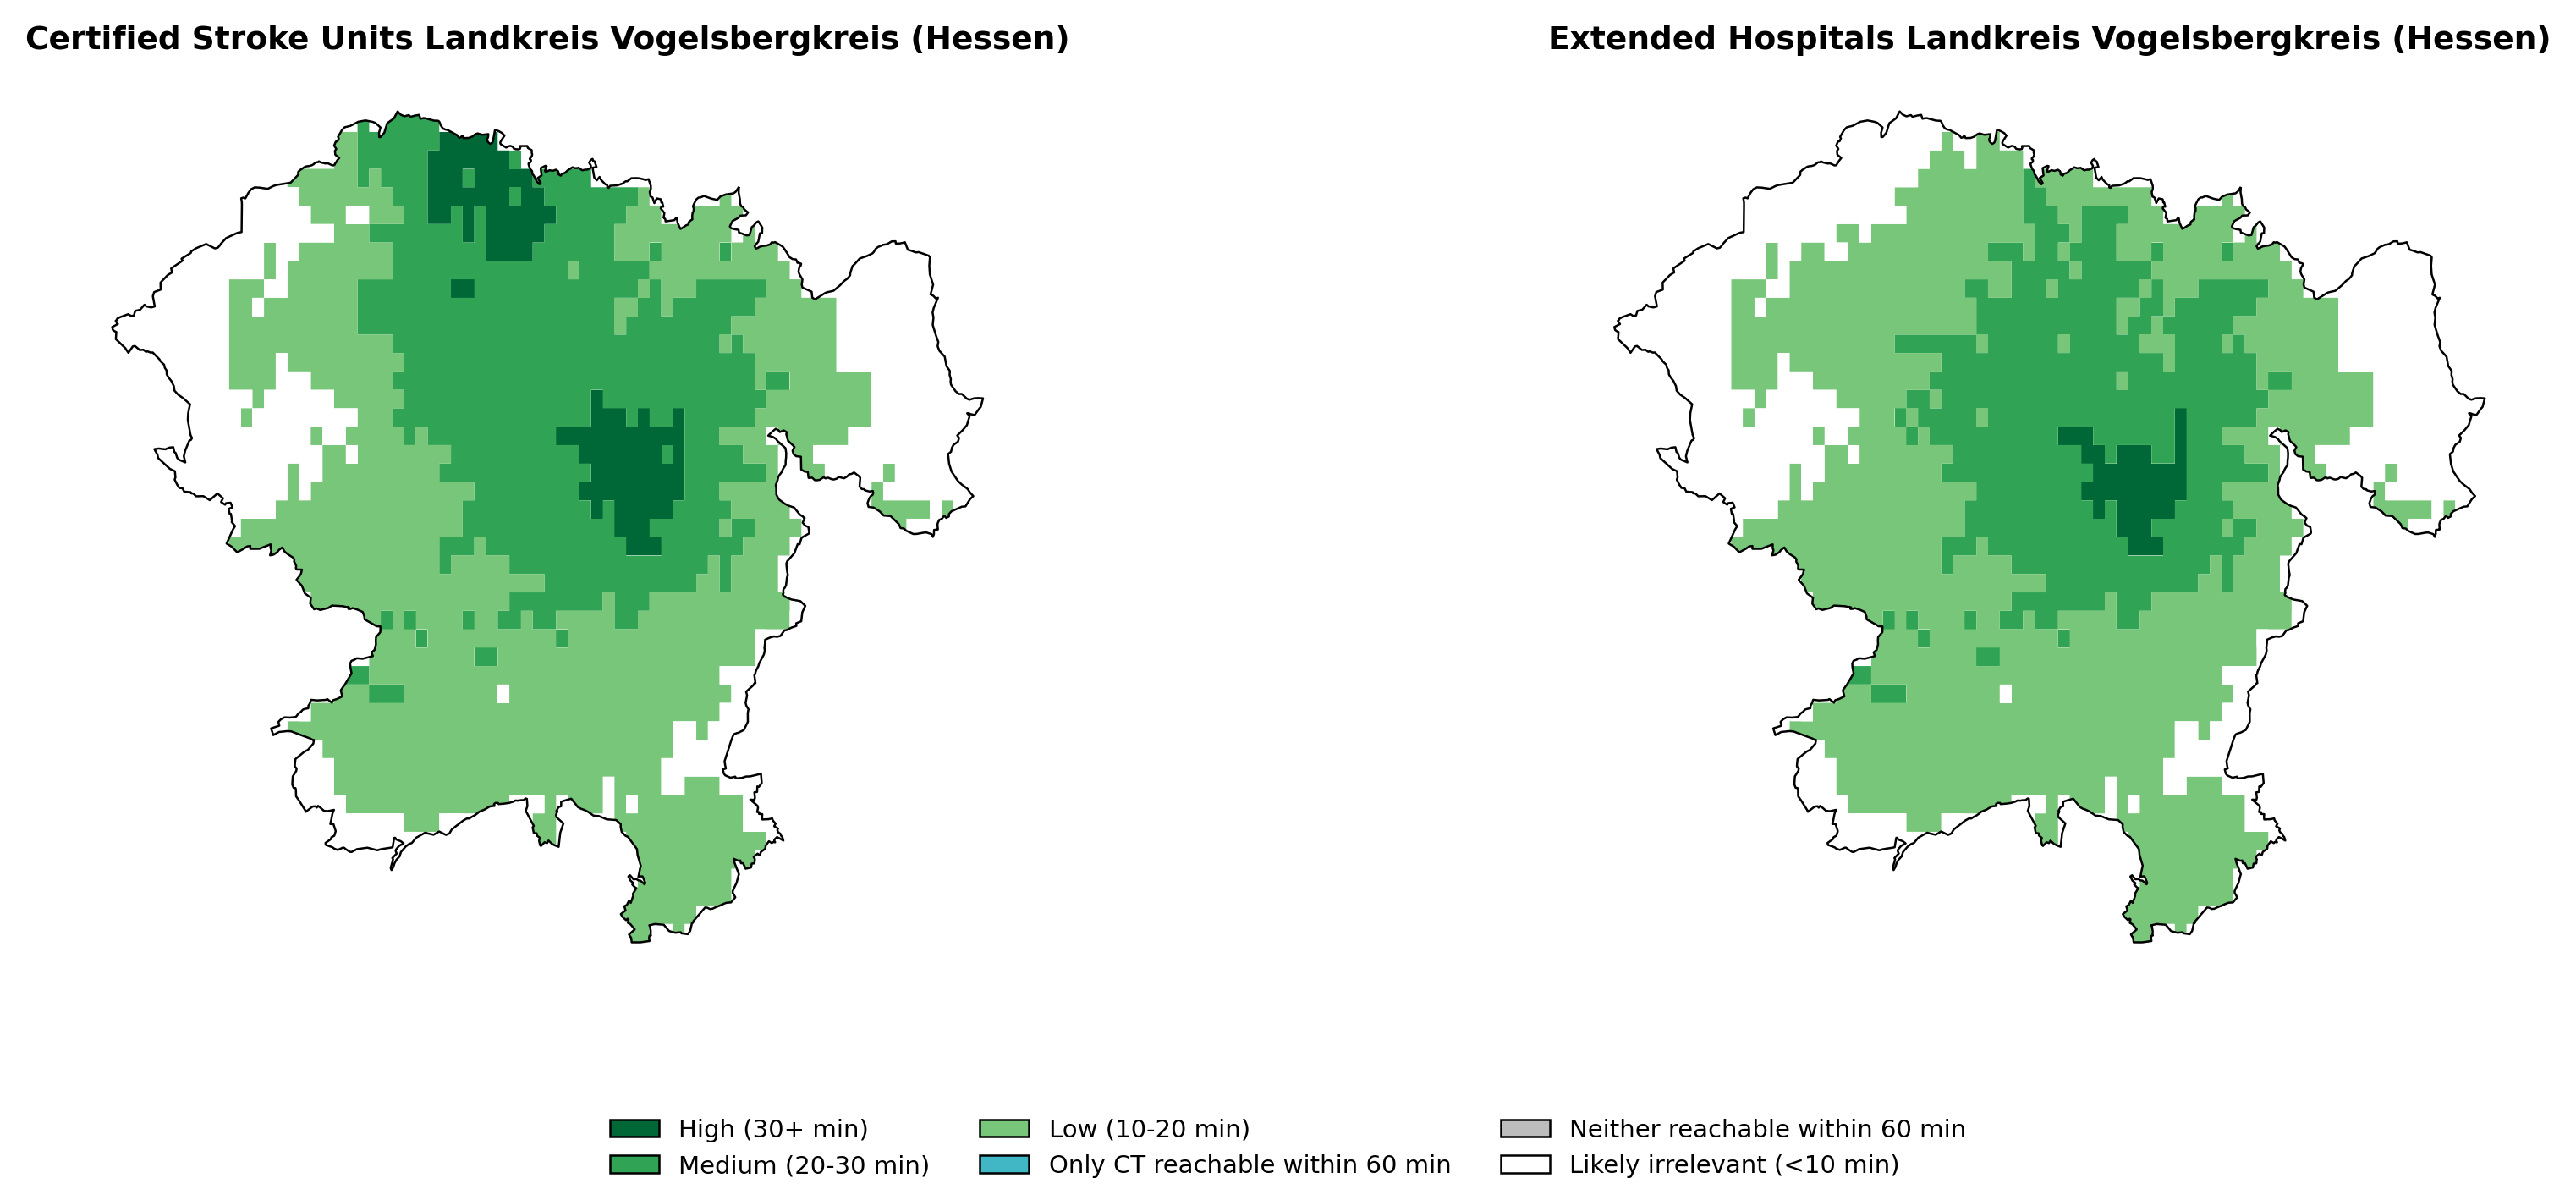 Certified Stroke Units Landkreis Vogelsbergkreis (Hessen)
Extended Hospitals Landkreis Vogelsbergkreis (Hessen)
High (30+ min)
Medium (20-30 min)
Low (10-20 min)
Only CT reachable within 60 min
Neither reachable within 60 min
Likely irrelevant (<10 min)